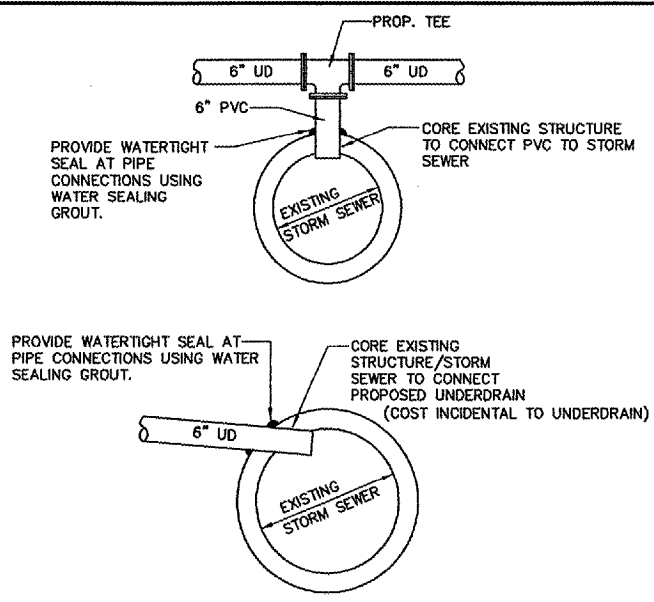 PROP. TEE
6" UD
6" UD
6" PVC
PROVIDE WATERTIGHT
SEAL AT PIPE
CONNECTIONS USING
WATER SEALING
GROUT.
CORE EXISTING STRUCTURE
TO CONNECT PVC TO STORM
SEWER
EXISTING
STORM SEWER
PROVIDE WATERTIGHT SEAL AT
PIPE CONNECTIONS USING WATER
SEALING GROUT.
CORE EXISTING
STRUCTURE/STORM
SEWER TO CONNECT
PROPOSED UNDERDRAIN
(COST INCIDENTAL TO UNDERDRAIN)
6" UD
EXISTING
STORM SEWER